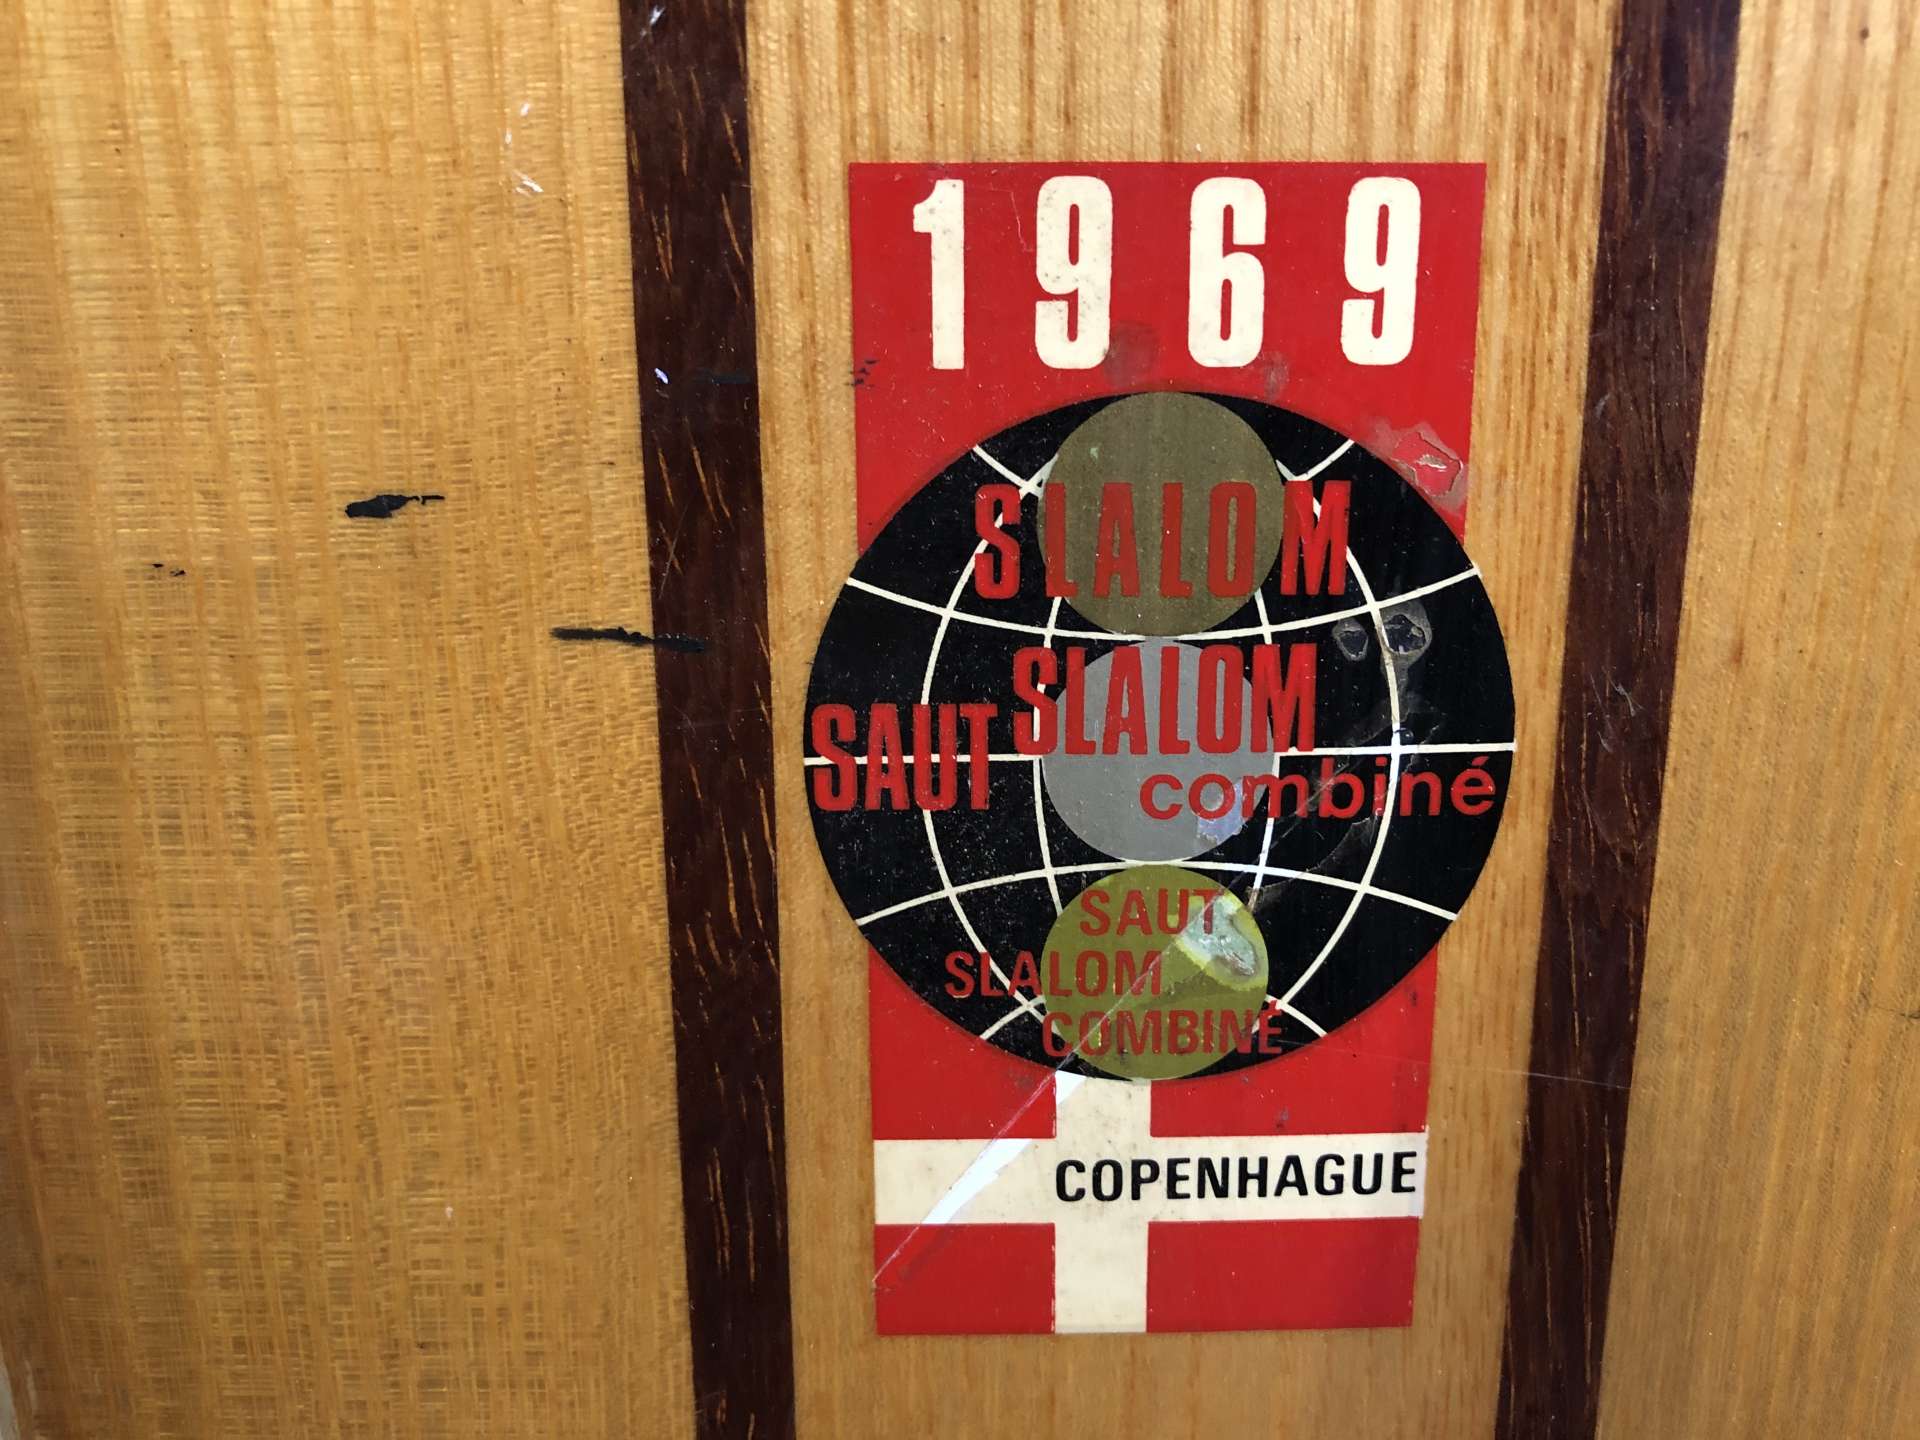 1969
SLALOM
SLALOM
SAUT
combiné
SAUT
SLALOM
COMBINÉ
COPENHAGUE